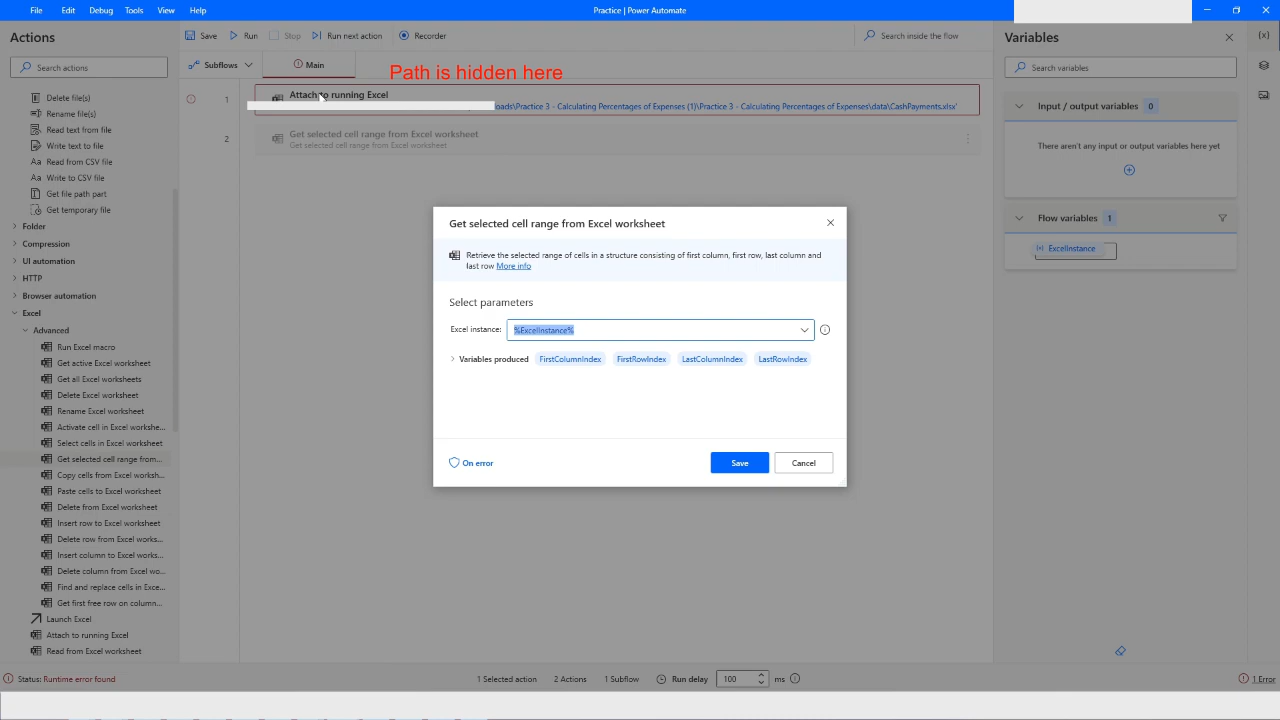 File Edit Debug Tools View Help
Practice | Power Automate
Actions
Search actions
Delete file(s)
Rename file(s)
Read text from file
Write text to file
Read from CSV file
Write to CSV file
Get file path part
Get temporary file
Folder
Compression
UI automation
HTTP
Browser automation
Excel
Advanced
Run Excel macro
Get active Excel worksheet
Get all Excel worksheets
Delete Excel worksheet
Rename Excel worksheet
Activate cell in Excel workshe...
Select cells in Excel worksheet
Get selected cell range from...
Copy cells from Excel worksh...
Paste cells to Excel worksheet
Delete from Excel worksheet
Insert row to Excel worksheet
Delete row from Excel works...
Insert column to Excel works...
Delete column from Excel wo...
Find and replace cells in Exce...
Get first free row on column...
Launch Excel
Attach to running Excel
Read from Excel worksheet
Save Run Stop Run next action Recorder
Search inside the flow
Subflows Main
Path is hidden here
1 Attach to running Excel
oads\Practice 3 - Calculating Percentages of Expenses (1)\Practice 3 - Calculating Percentages of Expenses\data\CashPayments.xlsx'
2 Get selected cell range from Excel worksheet
Get selected cell range from Excel worksheet
Get selected cell range from Excel worksheet
Retrieve the selected range of cells in a structure consisting of first column, first row, last column and
last row More info
Select parameters
Excel instance: %ExcelInstance%
Variables produced FirstColumnIndex FirstRowIndex LastColumnIndex LastRowIndex
On error Save Cancel
Variables
{x}
Search variables
Input / output variables 0
There aren't any input or output variables here yet
Flow variables 1
(x) ExcelInstance
Status: Runtime error found
1 Selected action 2 Actions 1 Subflow Run delay 100 ms
1 Error